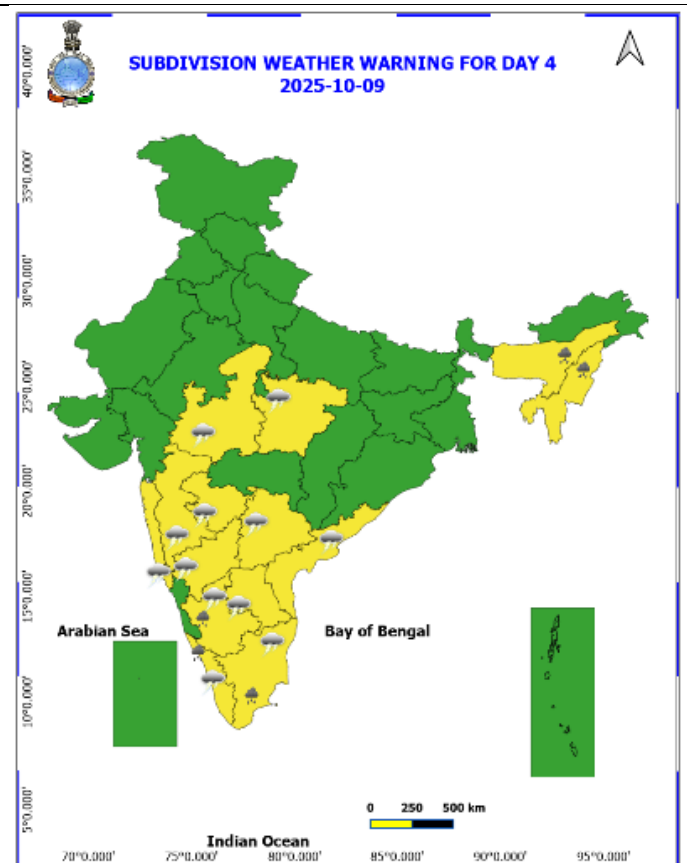 SUBDIVISION WEATHER WARNING FOR DAY 4
2025-10-09
40°0.000'
35°0.000'
30°0.000'
25°0.000'
20°0.000'
15°0.000'
10°0.000'
5°0.000'
Arabian Sea
Bay of Bengal
0 250 500 km
Indian Ocean
70°0.000' 75°0.000' 80°0.000' 85°0.000' 90°0.000' 95°0.000'